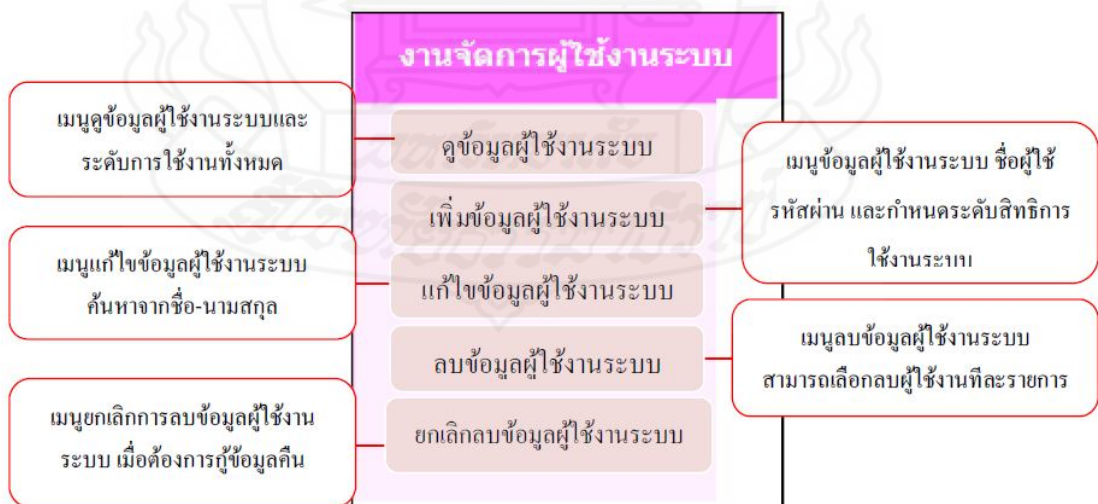 งานจัดการผู้ใช้งานระบบ
เมนูดูข้อมูลผู้ใช้งานระบบและ
ระดับการใช้งานทั้งหมด
ดูข้อมูลผู้ใช้งานระบบ
เมนูข้อมูลผู้ใช้งานระบบ ชื่อผู้ใช้
รหัสผ่าน และกำหนดระดับสิทธิการ
ใช้งานระบบ
เพิ่มข้อมูลผู้ใช้งานระบบ
เมนูแก้ไขข้อมูลผู้ใช้งานระบบ
ค้นหาจากชื่อ-นามสกุล
แก้ไขข้อมูลผู้ใช้งานระบบ
ลบข้อมูลผู้ใช้งานระบบ
เมนูลบข้อมูลผู้ใช้งานระบบ
สามารถเลือกลบผู้ใช้งานทีละรายการ
เมนูยกเลิกการลบข้อมูลผู้ใช้งาน
ระบบ เมื่อต้องการกู้ข้อมูลคืน
ยกเลิกลบข้อมูลผู้ใช้งานระบบ